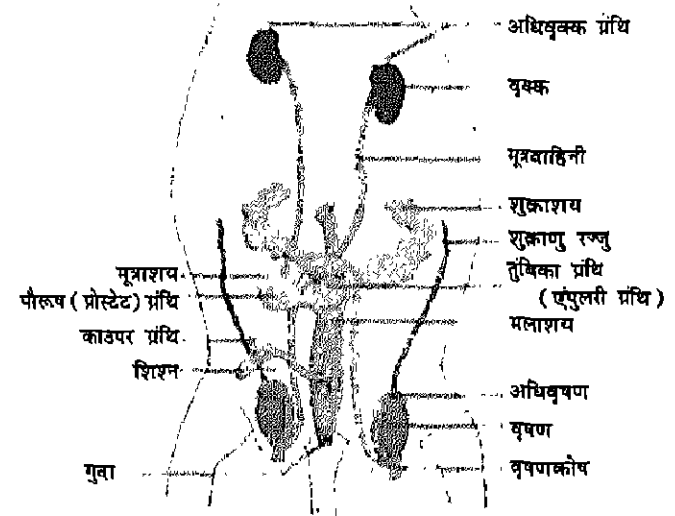 अधिवृक्क ग्रंथि
वृक्क
मूत्रवाहिनी
शुक्राशय
शुक्राणु रज्जु
तुंबिका ग्रंथि
(एंपुलरी ग्रंथि)
मलाशय
अधिवृषण
वृषण
वृषणकोष
मूत्राशय
पौरूष (प्रोस्टेट) ग्रंथि
काउपर ग्रंथि
शिश्न
गुदा